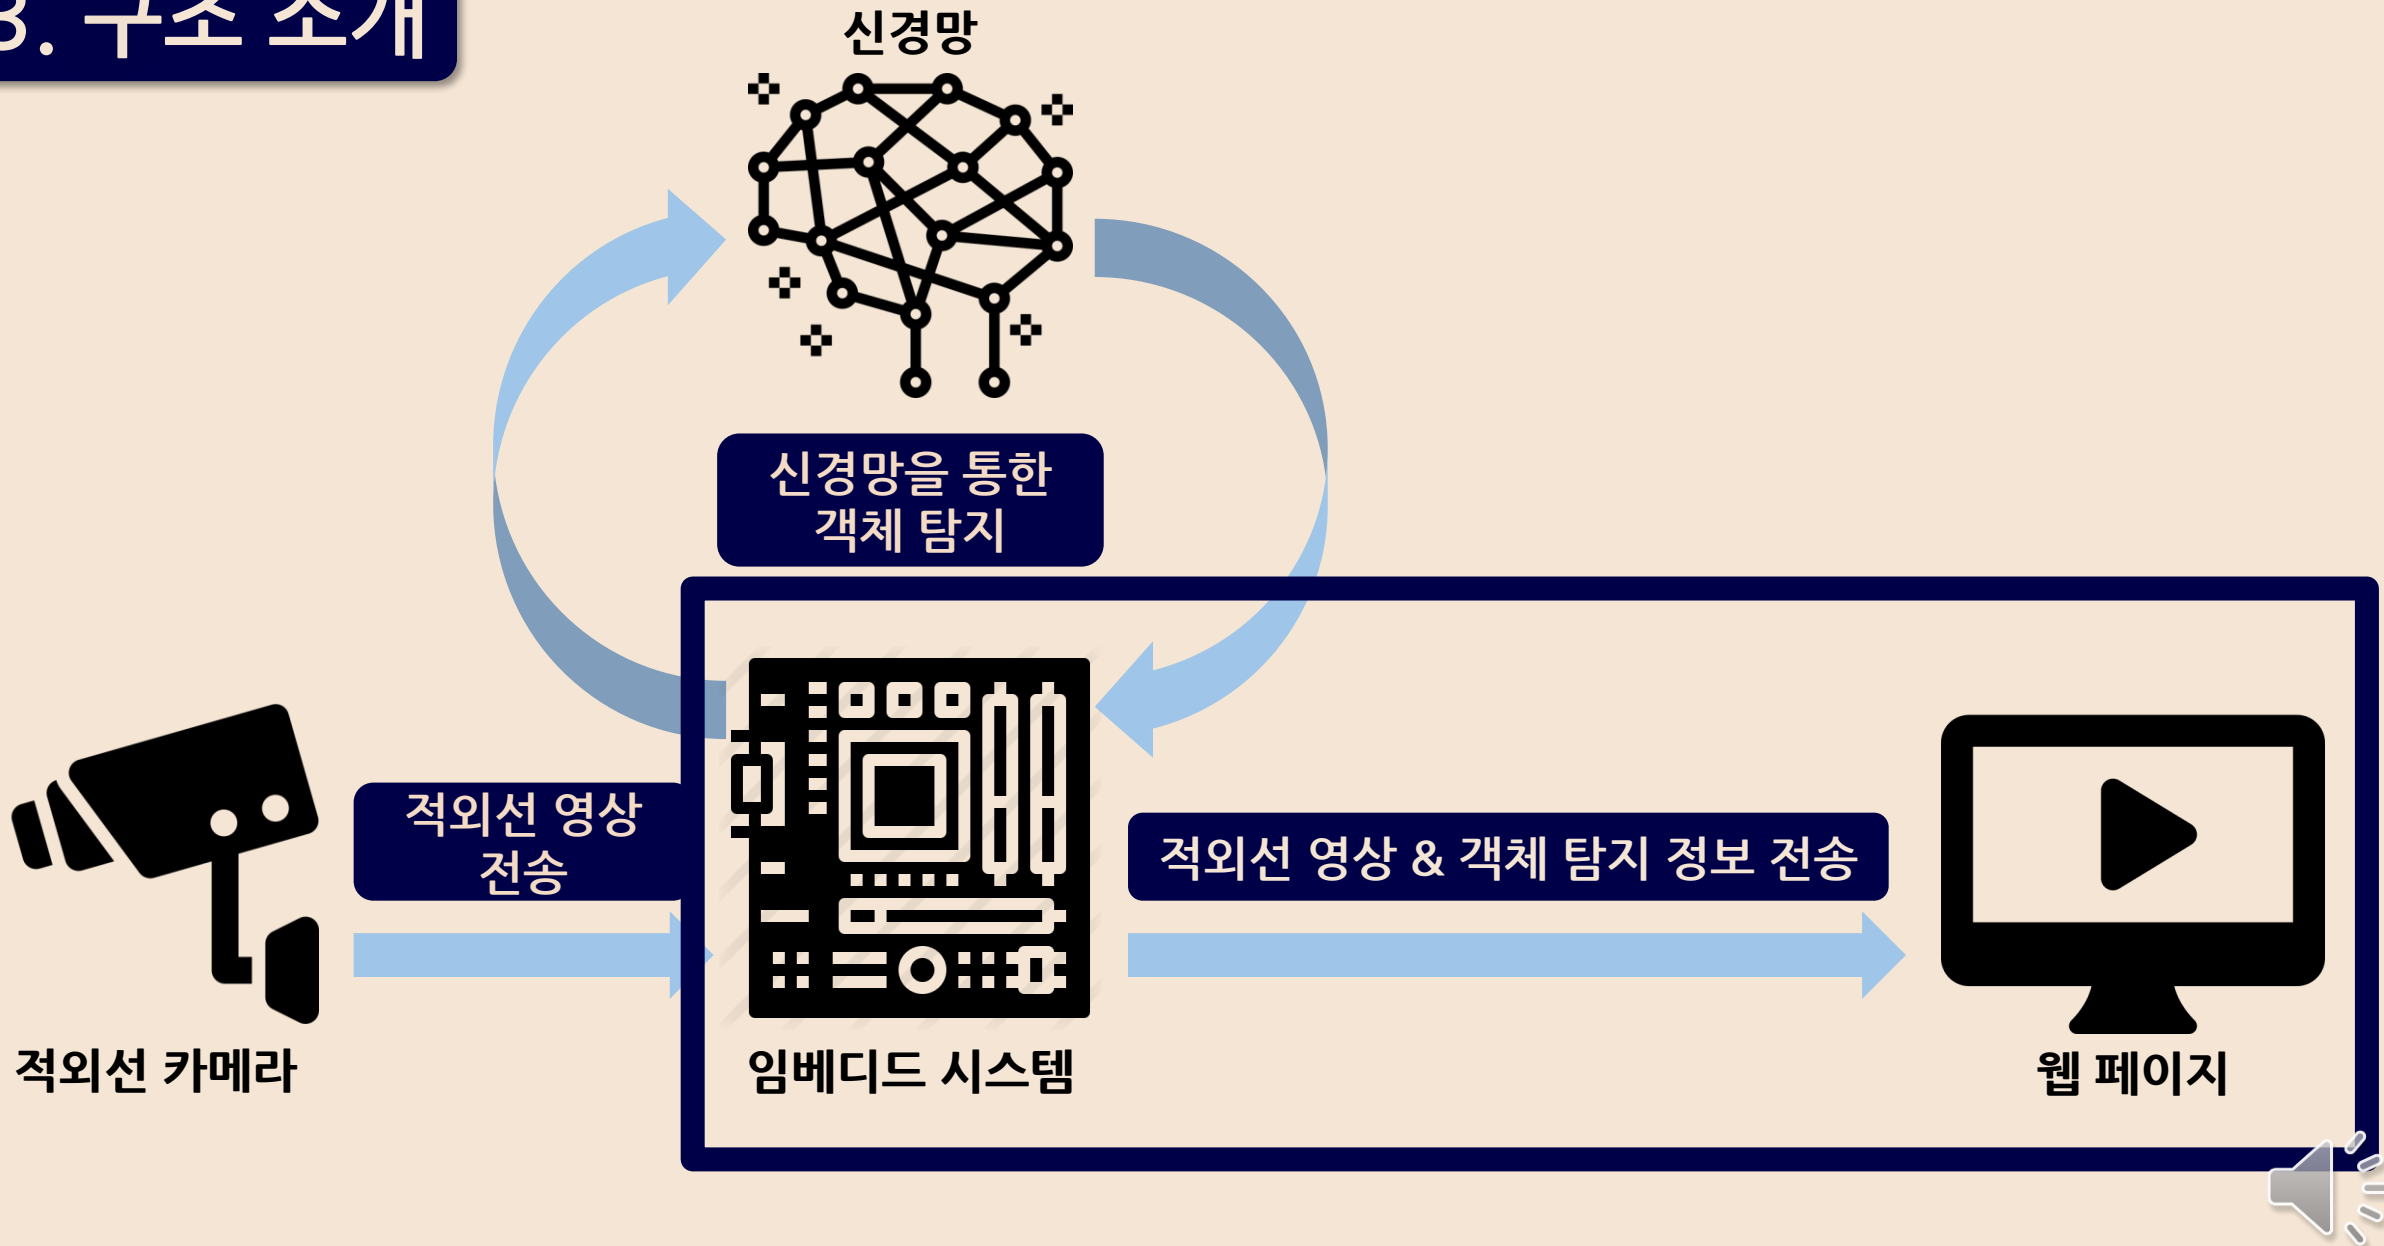 3. 구조 소개
신경망
신경망을 통한
객체 탐지
적외선 영상
전송
적외선 영상 & 객체 탐지 정보 전송
적외선 카메라
임베디드 시스템
웹 페이지